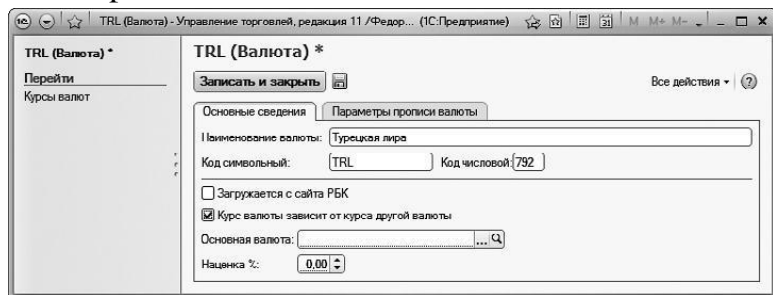 TRL (Валюта) - Управление торговлей, редакция 11 /Федор... (1С:Предприятие) M M+ M-
TRL (Валюта) *
Перейти
Курсы валют
TRL (Валюта) *
Записать и закрыть
Все действия
Основные сведения Параметры прописи валюты
Наименование валюты: Турецкая лира
Код символьный: TRL Код числовой: 792
Загружается с сайта РБК
Курс валюты зависит от курса другой валюты
Основная валюта: ...
Наценка %: 0,00